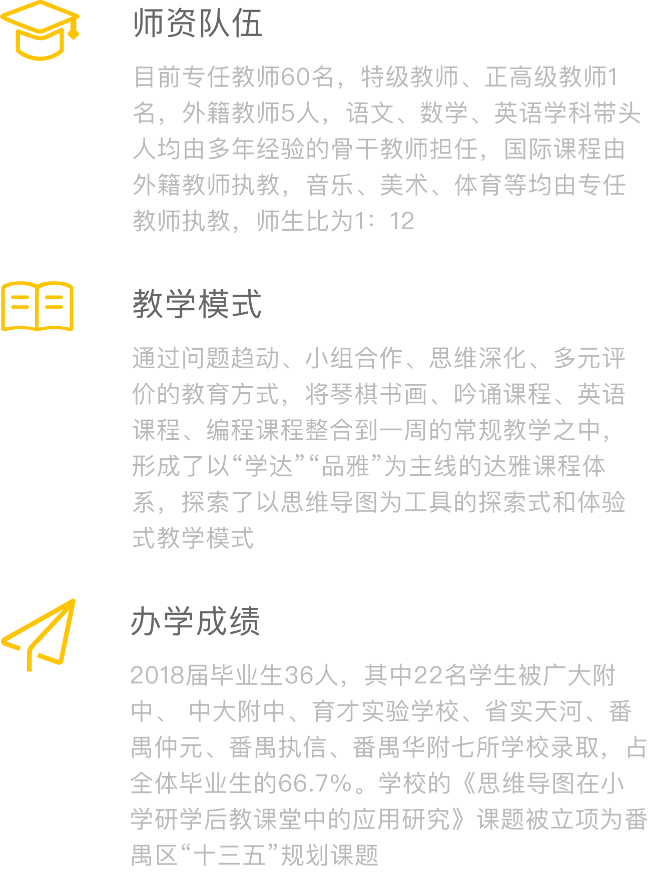 师资队伍
目前专任教师60名，特级教师、正高级教师1
名，外籍教师5人，语文、数学、英语学科带头
人均由多年经验的骨干教师担任，国际课程由
外籍教师执教，音乐、美术、体育等均由专任
教师执教，师生比为1：12
教学模式
通过问题趋动、小组合作、思维深化、多元评
价的教育方式，将琴棋书画、吟诵课程、英语
课程、编程课程整合到一周的常规教学之中，
形成了以“学达”“品雅”为主线的达雅课程体
系，探索了以思维导图为工具的探索式和体验
式教学模式
办学成绩
2018届毕业生36人，其中22名学生被广大附
中、 中大附中、育才实验学校、省实天河、番
禺仲元、番禺执信、番禺华附七所学校录取，占
全体毕业生的66.7%。学校的《思维导图在小
学研学后教课堂中的应用研究》课题被立项为番
禺区“十三五”规划课题